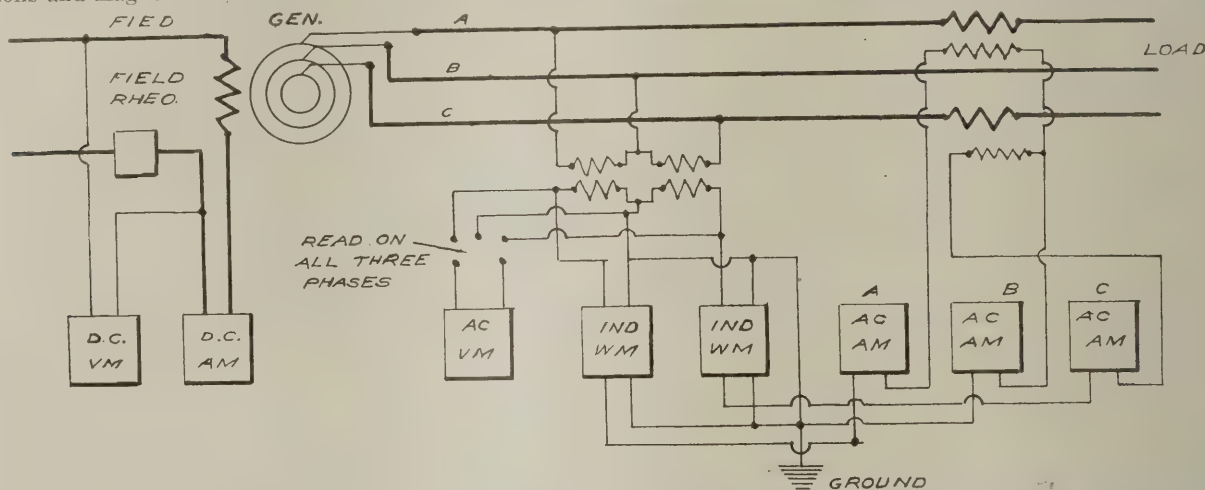 FIED
GEN.
A
B
C
LOAD
FIELD
RHEO.
READ ON
ALL THREE
PHASES
D.C.
VM
D.C.
AM
AC
VM
IND
WM
IND
WM
A
AC
AM
B
AC
AM
C
AC
AM
GROUND